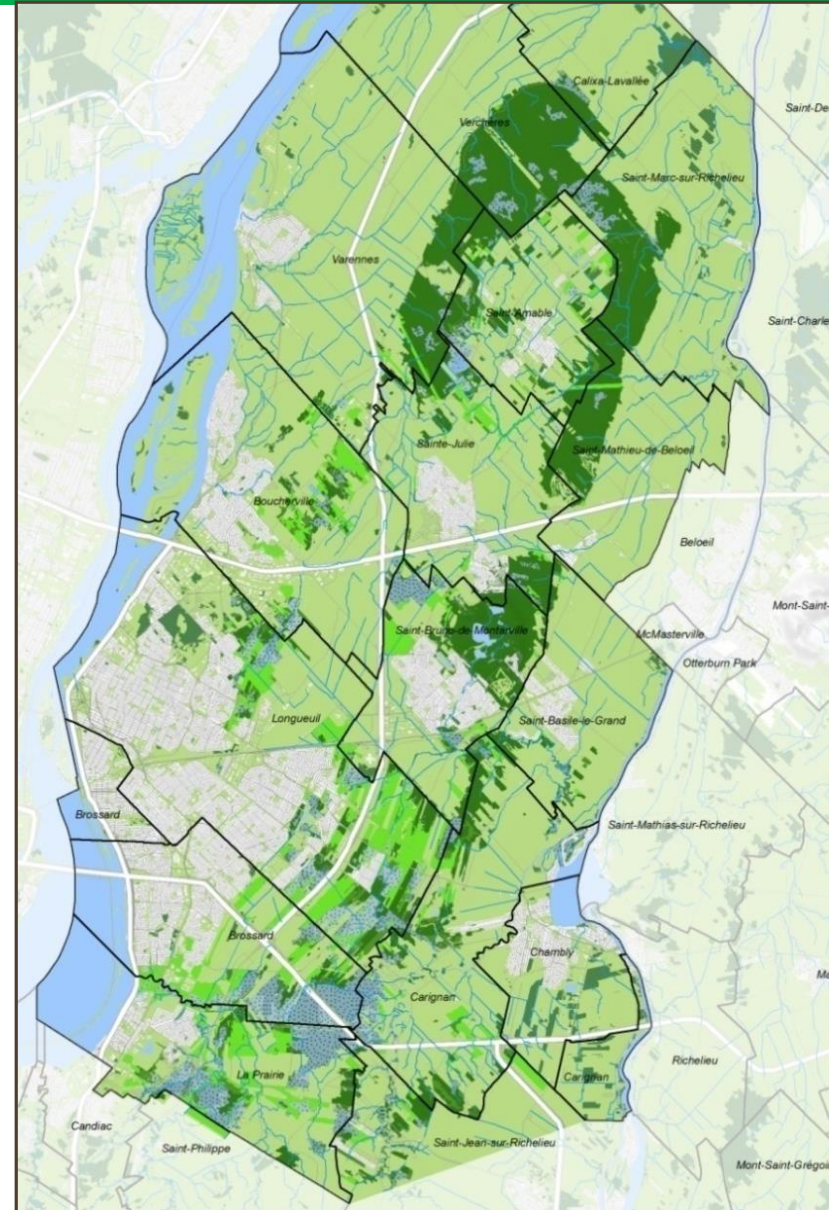 Calixa-Lavallée
Saint-De
Verchères
Saint-Marc-sur-Richelieu
Varennes
Saint-Amable
Saint-Charle
Sainte-Julie
Saint-Mathieu-de-Beloeil
Boucherville
Beloeil
Mont-Saint-
Saint-Bruno-de-Montarville
McMasterville
Otterburn Park
Longueuil
Saint-Basile-le-Grand
Brossard
Saint-Mathias-sur-Richelieu
Brossard
Chambly
Ma
Carignan
Richelieu
La Prairie
Carignan
Candiac
Saint-Philippe
Saint-Jean-sur-Richelieu
Mont-Saint-Grégoi